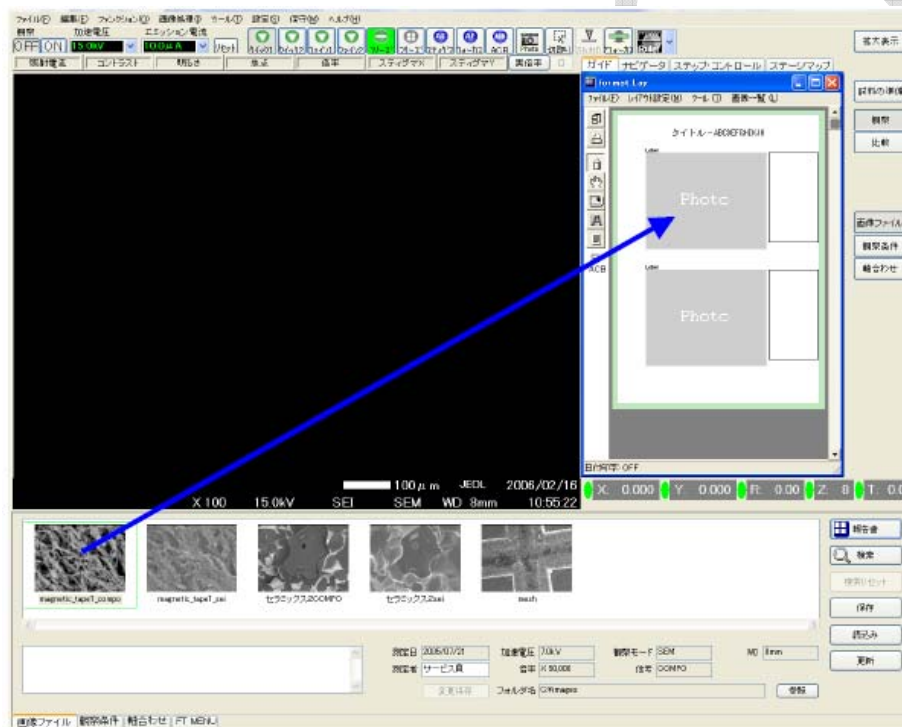 ファイル(F) 編集(E) ファンクション(O) 画像処理(I) ツール(T) 設定(S) 保守(M) ヘルプ(H)
観察 加速電圧 エミッション電流
OFF ON 15.0kV 10.0μA リセット
Photo
照射電流 コントラスト 明るさ 焦点 倍率 スティグマX スティグマY 実倍率
ガイド ナビゲータ ステップ・コントロール ステージマップ
拡大表示
試料の準備
観察
比較
画像ファイル
観察条件
軸合わせ
format.Lay
ファイル(F) レイアウト設定(M) ツール(T) 画像一覧(L)
Label
Photo
Label
Photo
ACB
日付印字: OFF
100μm JEOL 2006/02/16
X 100 15.0kV SEI SEM WD 8mm 10:55:22
X: 0.000 Y: 0.000 R: 0.00 Z: 8 T: 0.0
magnetic_tape1_compo magnetic_tape1_sei セラミックス2COMPO セラミックス2sei mesh
報告書
検索
検索リセット
保存
読込み
更新
測定日 2005/07/21 加速電圧 7.0kV 観察モード SEM WD 8mm
測定者 サービス員 倍率 X 50,000 信号 COMPO
変更保存 フォルダ名 参照
画像ファイル 観察条件 軸合わせ FT MENU